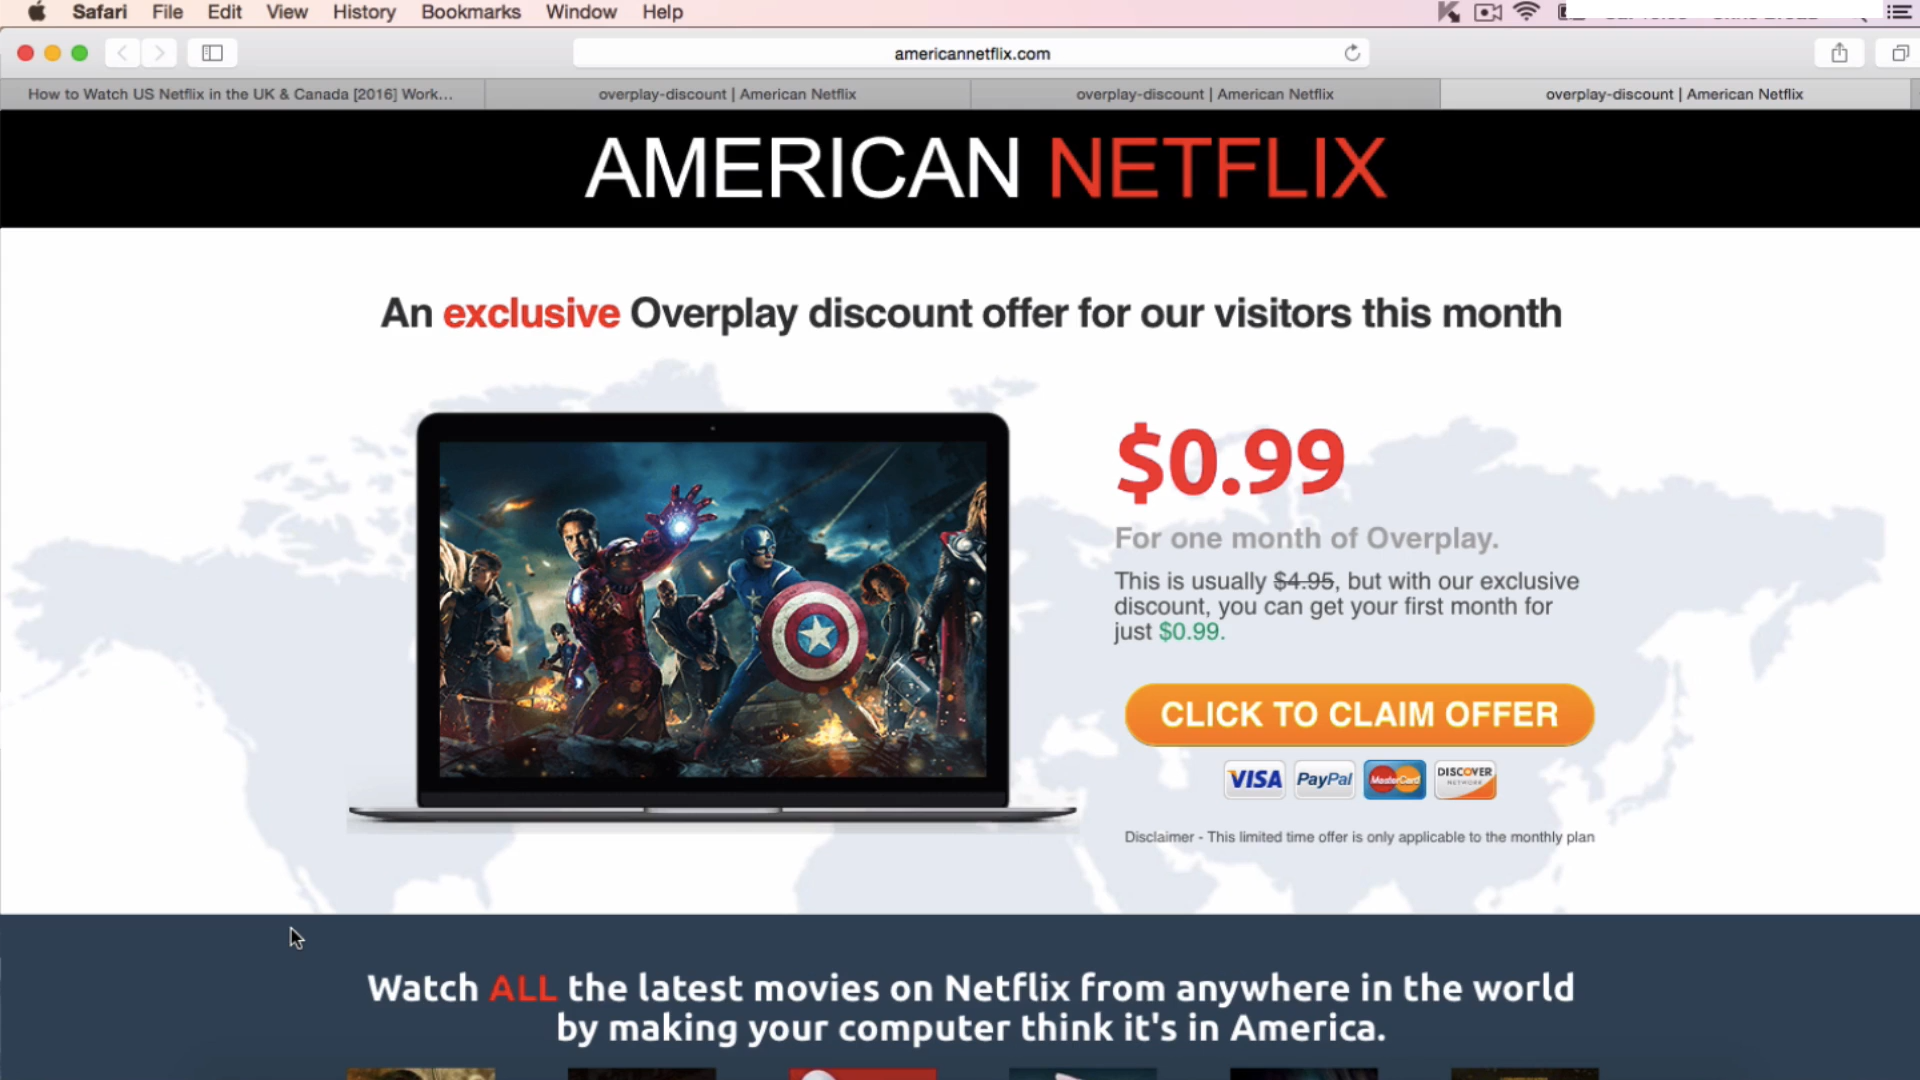 Safari File Edit View History Bookmarks Window Help
americannetflix.com
How to Watch US Netflix in the UK & Canada [2016] Work...
overplay-discount | American Netflix
overplay-discount | American Netflix
overplay-discount | American Netflix
AMERICAN NETFLIX
An exclusive Overplay discount offer for our visitors this month
$0.99
For one month of Overplay.
This is usually $4.95, but with our exclusive
discount, you can get your first month for
just $0.99.
CLICK TO CLAIM OFFER
VISA PayPal MasterCard DISCOVER NETWORK
Disclaimer - This limited time offer is only applicable to the monthly plan
Watch ALL the latest movies on Netflix from anywhere in the world
by making your computer think it's in America.